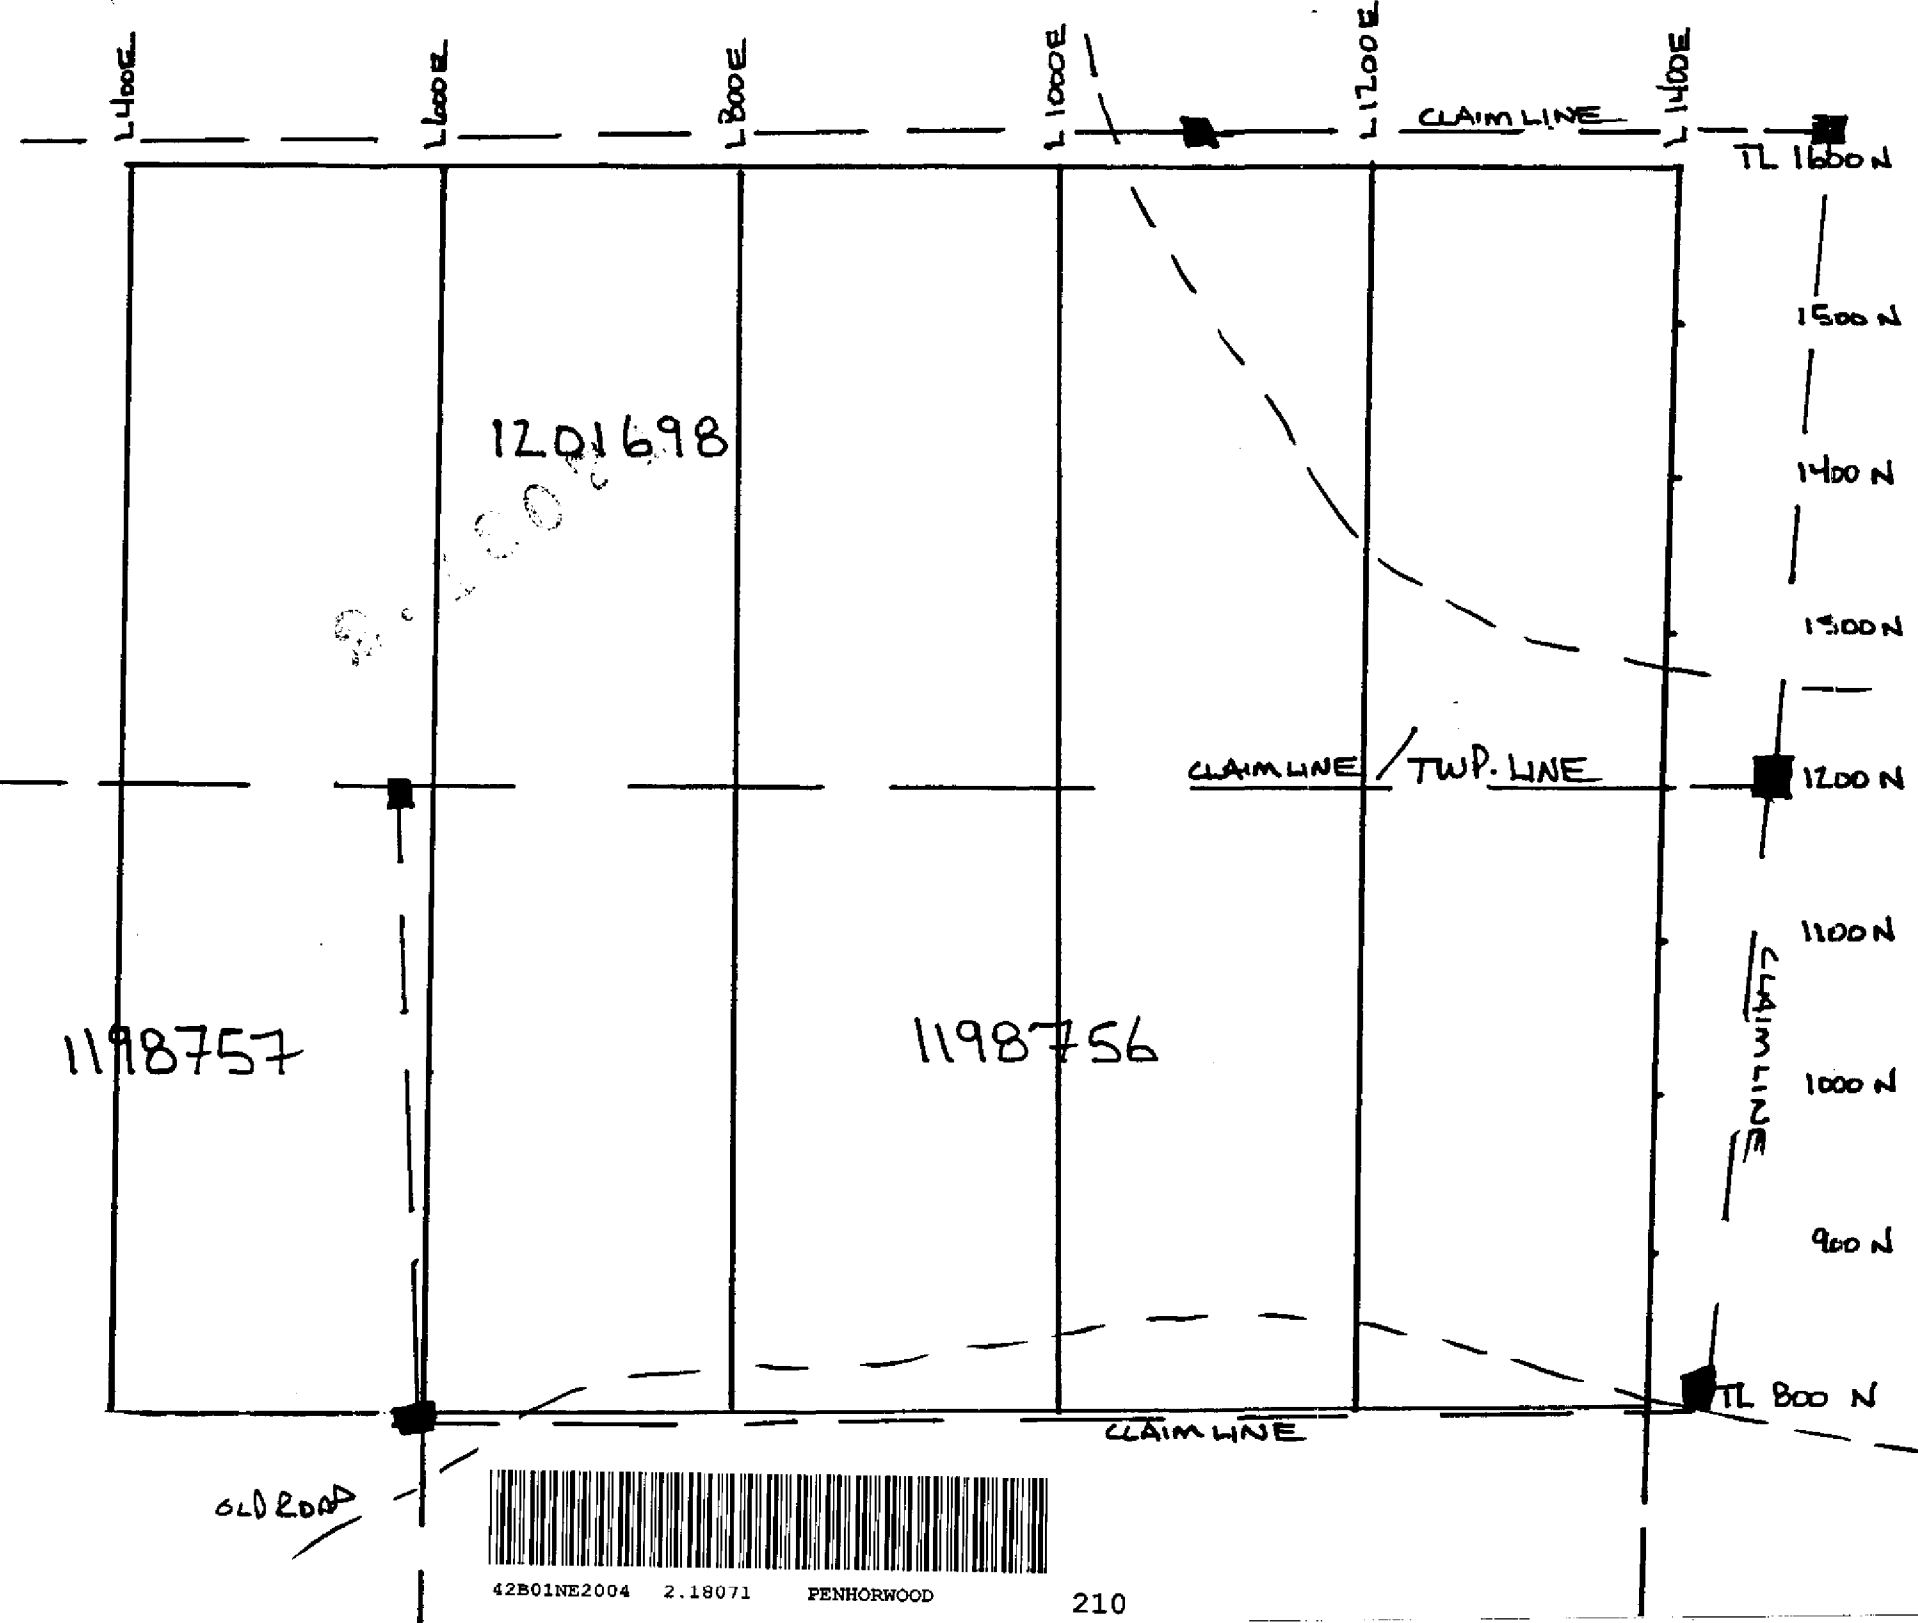 L400E
L600E
L800E
L1000E
L1200E
L1400E
CLAIM LINE
TL 1600 N
1500 N
1201698
1400 N
1300 N
CLAIM LINE / TWP. LINE
1200 N
1100 N
CLAIM LINE
1198757
1198756
1000 N
900 N
TL 800 N
CLAIM LINE
OLD ROAD
42B01NE2004 2.18071 PENHORWOOD
210